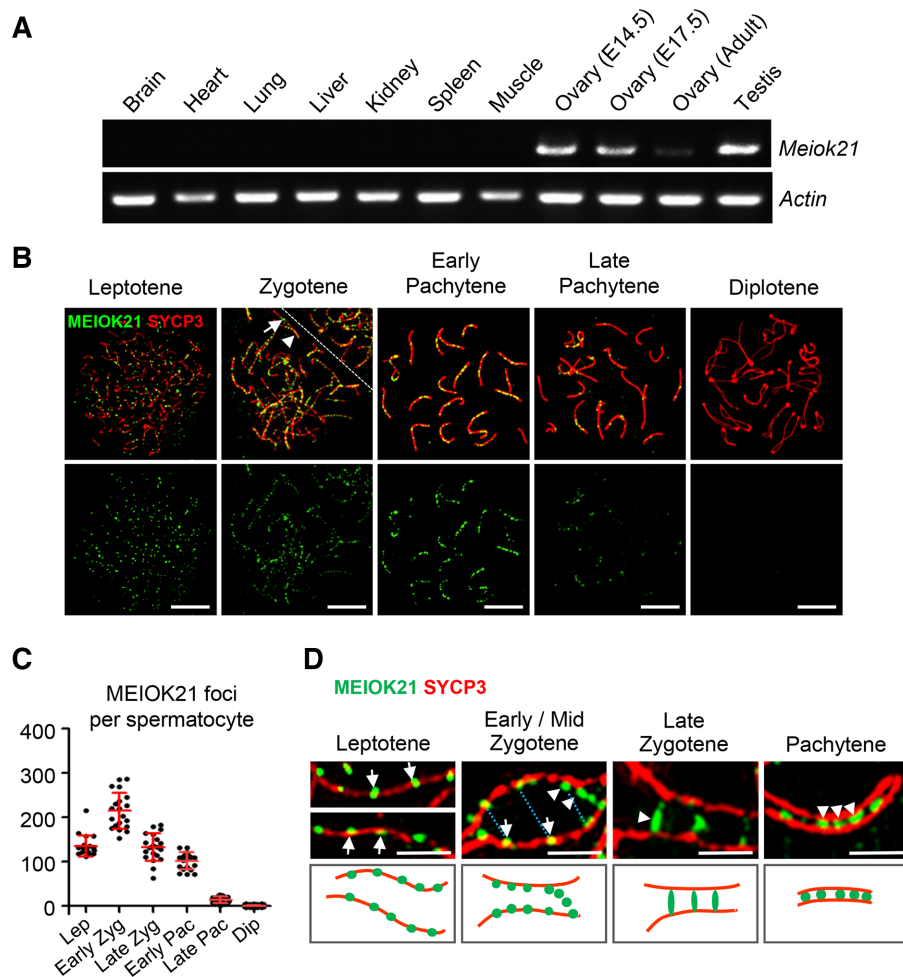 A
Brain Heart Lung Liver Kidney Spleen Muscle Ovary (E14.5) Ovary (E17.5) Ovary (Adult) Testis
Meiok21
Actin
B
Leptotene Zygotene Early Pachytene Late Pachytene Diplotene
MEIOK21 SYCP3
C
MEIOK21 foci
per spermatocyte
400
300
200
100
0
Lep Early Zyg Late Zyg Early Pac Late Pac Dip
D
MEIOK21 SYCP3
Leptotene Early / Mid Zygotene Late Zygotene Pachytene